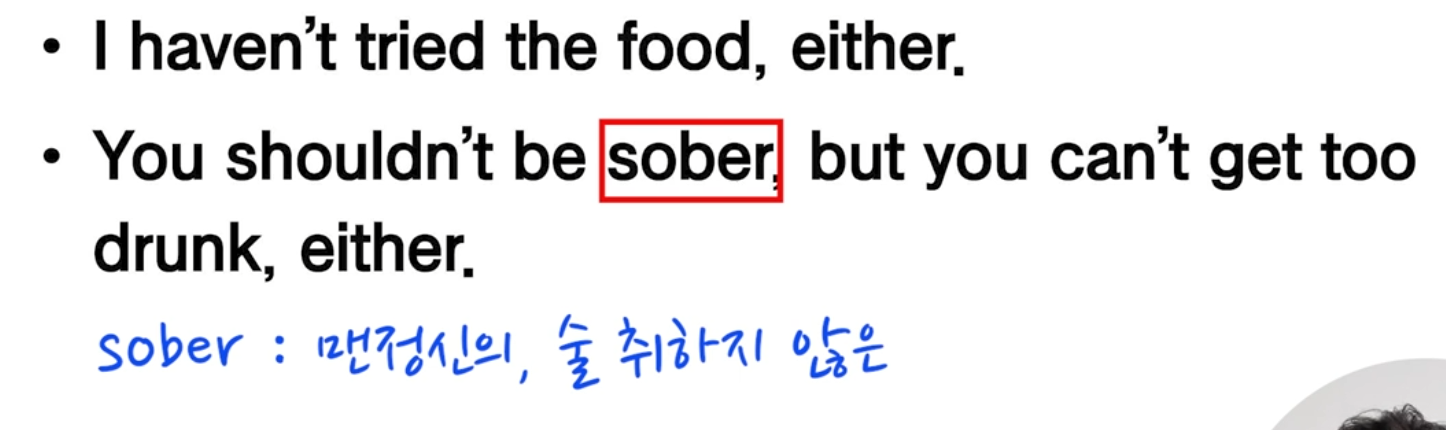 • I haven't tried the food, either.
• You shouldn't be sober, but you can't get too
drunk, either.
sober : 맨정신의, 술 취하지 않은